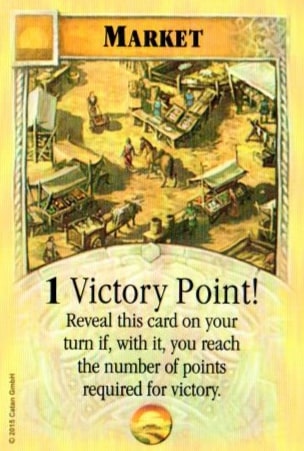 MARKET
1 Victory Point!
Reveal this card on your
turn if, with it, you reach
the number of points
required for victory.
© 2015 Catan GmbH